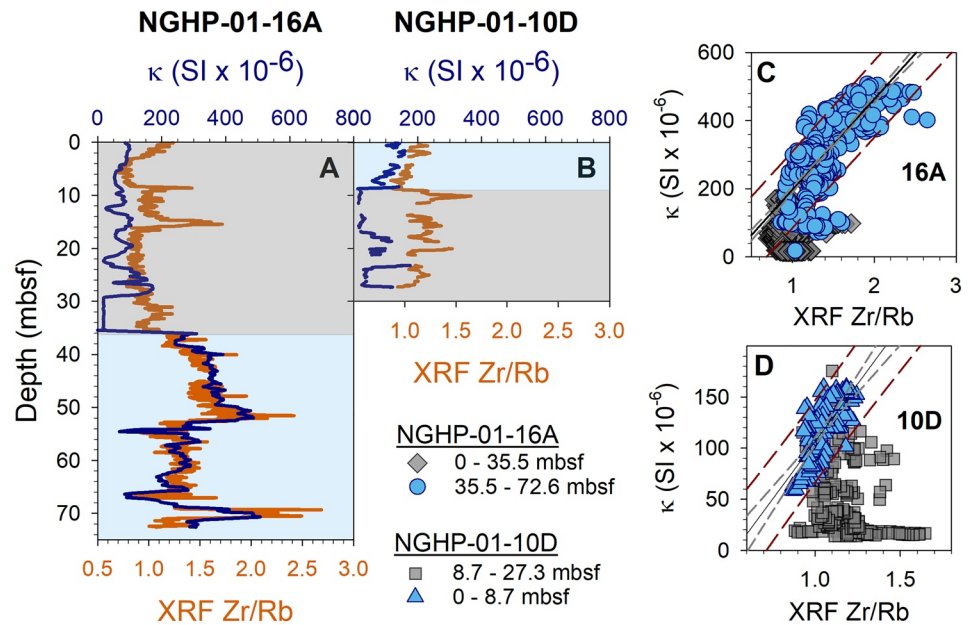 NGHP-01-16A
κ (SI x 10-6)
0 200 400 600 800
NGHP-01-10D
κ (SI x 10-6)
0 200 400 600 800
Depth (mbsf)
0
10
20
30
40
50
60
70
A
0.5 1.0 1.5 2.0 2.5 3.0
XRF Zr/Rb
B
1.0 1.5 2.0 2.5 3.0
XRF Zr/Rb
NGHP-01-16A
0 - 35.5 mbsf
35.5 - 72.6 mbsf
NGHP-01-10D
8.7 - 27.3 mbsf
0 - 8.7 mbsf
C
κ (SI x 10-6)
600
400
200
0
16A
1 2 3
XRF Zr/Rb
D
κ (SI x 10-6)
150
100
50
0
10D
1.0 1.5
XRF Zr/Rb